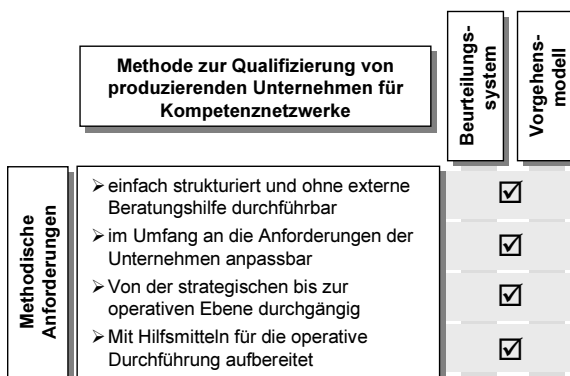 Methode zur Qualifizierung von
produzierenden Unternehmen für
Kompetenznetzwerke
Beurteilungs-
system
Vorgehens-
modell
Methodische
Anforderungen
➢ einfach strukturiert und ohne externe
Beratungshilfe durchführbar
☑
➢ im Umfang an die Anforderungen der
Unternehmen anpassbar
☑
➢ Von der strategischen bis zur
operativen Ebene durchgängig
☑
➢ Mit Hilfsmitteln für die operative
Durchführung aufbereitet
☑